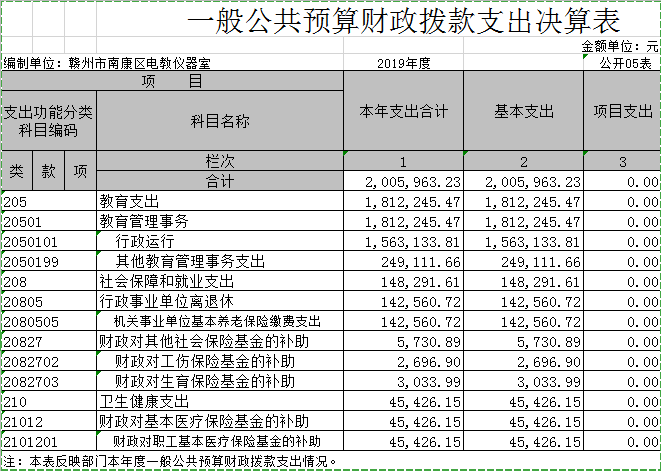 一般公共预算财政拨款支出决算表
金额单位：元
编制单位：赣州市南康区电教仪器室 2019年度 公开05表
项 目 本年支出合计 基本支出 项目支出
支出功能分类科目编码 科目名称
类 款 项 栏次 1 2 3
合计 2,005,963.23 2,005,963.23 0.00
205 教育支出 1,812,245.47 1,812,245.47 0.00
20501 教育管理事务 1,812,245.47 1,812,245.47 0.00
2050101 行政运行 1,563,133.81 1,563,133.81 0.00
2050199 其他教育管理事务支出 249,111.66 249,111.66 0.00
208 社会保障和就业支出 148,291.61 148,291.61 0.00
20805 行政事业单位离退休 142,560.72 142,560.72 0.00
2080505 机关事业单位基本养老保险缴费支出 142,560.72 142,560.72 0.00
20827 财政对其他社会保险基金的补助 5,730.89 5,730.89 0.00
2082702 财政对工伤保险基金的补助 2,696.90 2,696.90 0.00
2082703 财政对生育保险基金的补助 3,033.99 3,033.99 0.00
210 卫生健康支出 45,426.15 45,426.15 0.00
21012 财政对基本医疗保险基金的补助 45,426.15 45,426.15 0.00
2101201 财政对职工基本医疗保险基金的补助 45,426.15 45,426.15 0.00
注：本表反映部门本年度一般公共预算财政拨款支出情况。